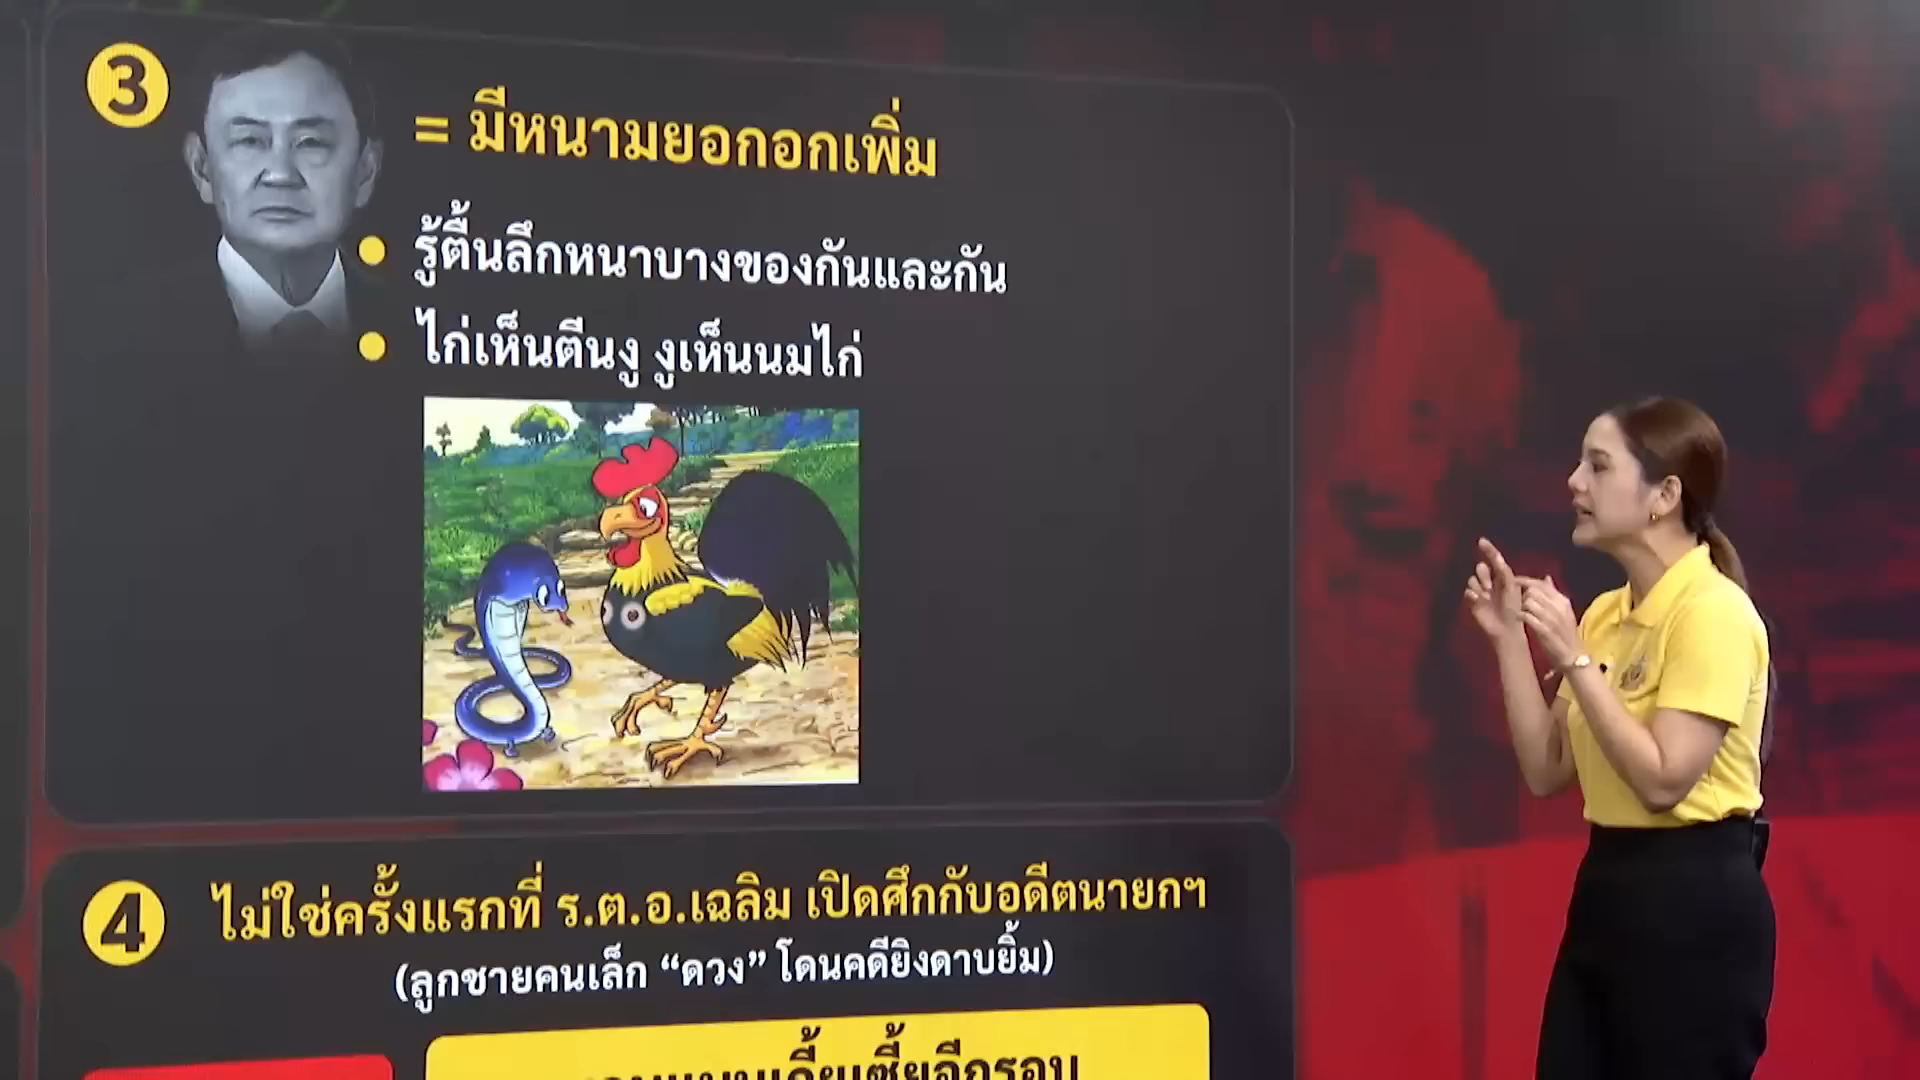 3
= มีหนามยอกอกเพิ่ม
รู้ตื้นลึกหนาบางของกันและกัน
ไก่เห็นตีนงู งูเห็นนมไก่
4 ไม่ใช่ครั้งแรกที่ ร.ต.อ.เฉลิม เปิดศึกกับอดีตนายกฯ
(ลูกชายคนเล็ก “ดวง” โดนคดียิงดาบยิ้ม)
อีกรอบ